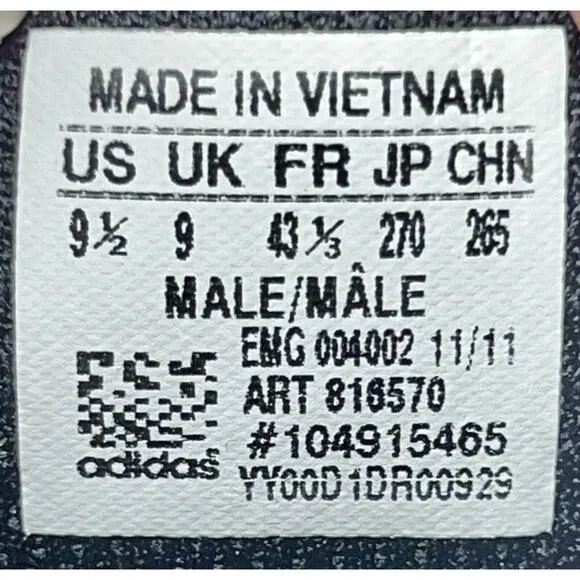 MADE IN VIETNAM
US UK FR JP CHN
9½ 9 43⅓ 270 265
MALE/MÂLE
EMG 004002 11/11
ART 816570
#104915465
adidas
YY00D1DR00929